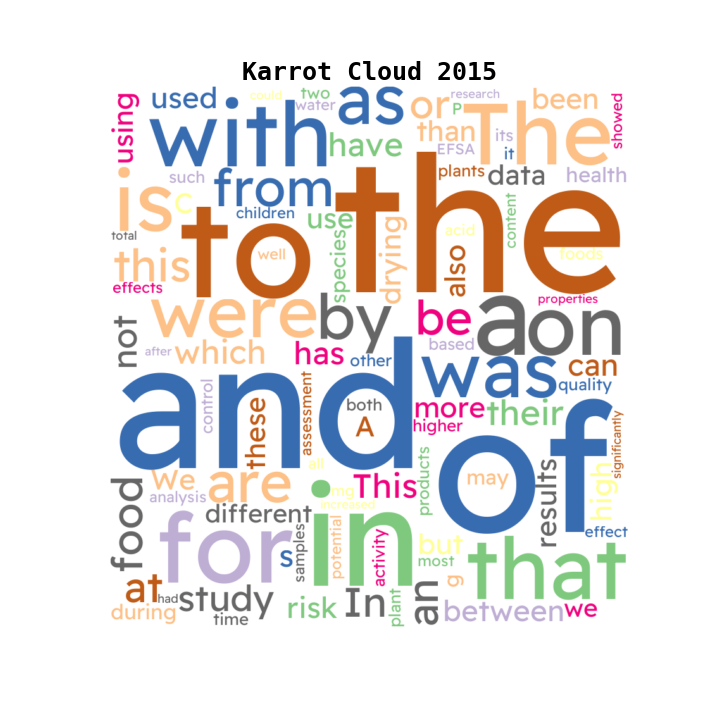 Karrot Cloud 2015
using
used
with
could
two
water
as
or
research
P
been
showed
have
than
The
its
it
EFSA
such
from
plants
data
health
is
C
children
use
to
the
content
total
this
well
species
drying
acid
also
foods
effects
properties
not
were
by
be
a
on
after
which
has
other
based
was
can
quality
and
control
these
assessment
both
A
more
higher
their
of
significantly
food
We
analysis
are
all
mg
This
accessed
products
may
results
high
different
for
s
samples
in
potential
activity
but
most
that
effect
at
had
study
during
time
risk
In
plant
an
g
between
we